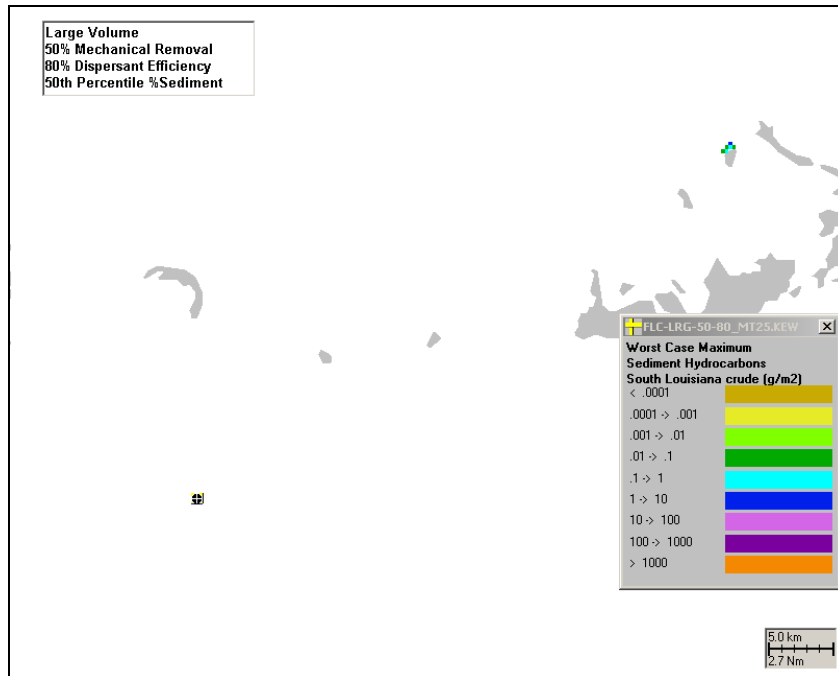 Large Volume
50% Mechanical Removal
80% Dispersant Efficiency
50th Percentile %Sediment
FLC-LRG-50-80_MT25.KEW
Worst Case Maximum
Sediment Hydrocarbons
South Louisiana crude (g/m2)
< .0001
.0001 -> .001
.001 -> .01
.01 -> .1
.1 -> 1
1 -> 10
10 -> 100
100 -> 1000
> 1000
5.0 km
2.7 Nm